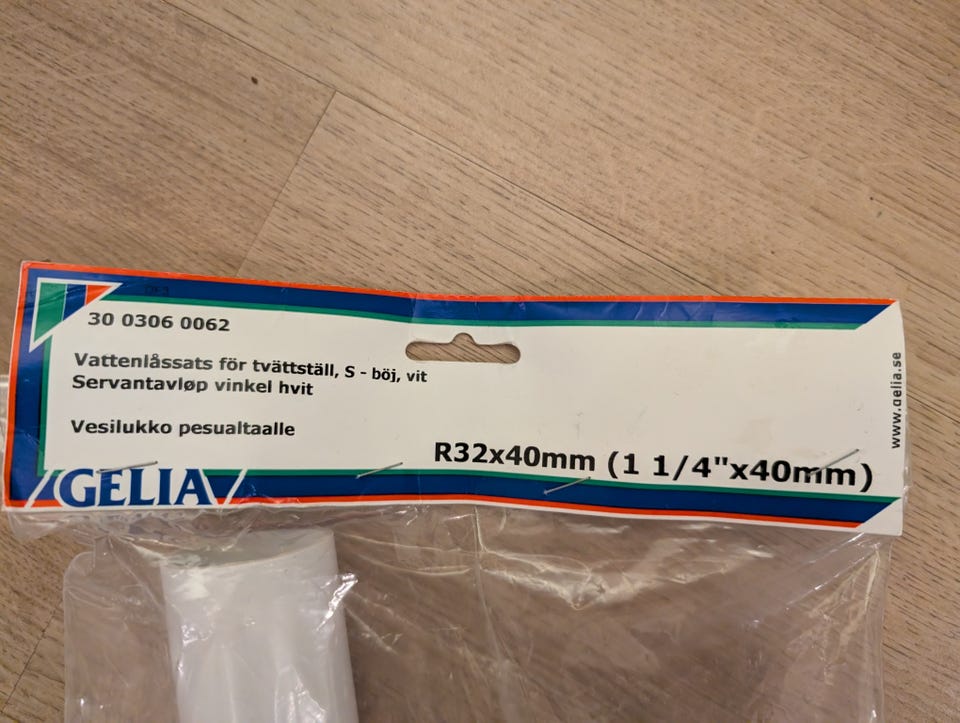 30 0306 0062
Vattenlåssats för tvättställ, S - böj, vit
Servantavløp vinkel hvit
Vesilukko pesualtaalle
R32x40mm (1 1/4"x40mm)
GELIA
www.gelia.se